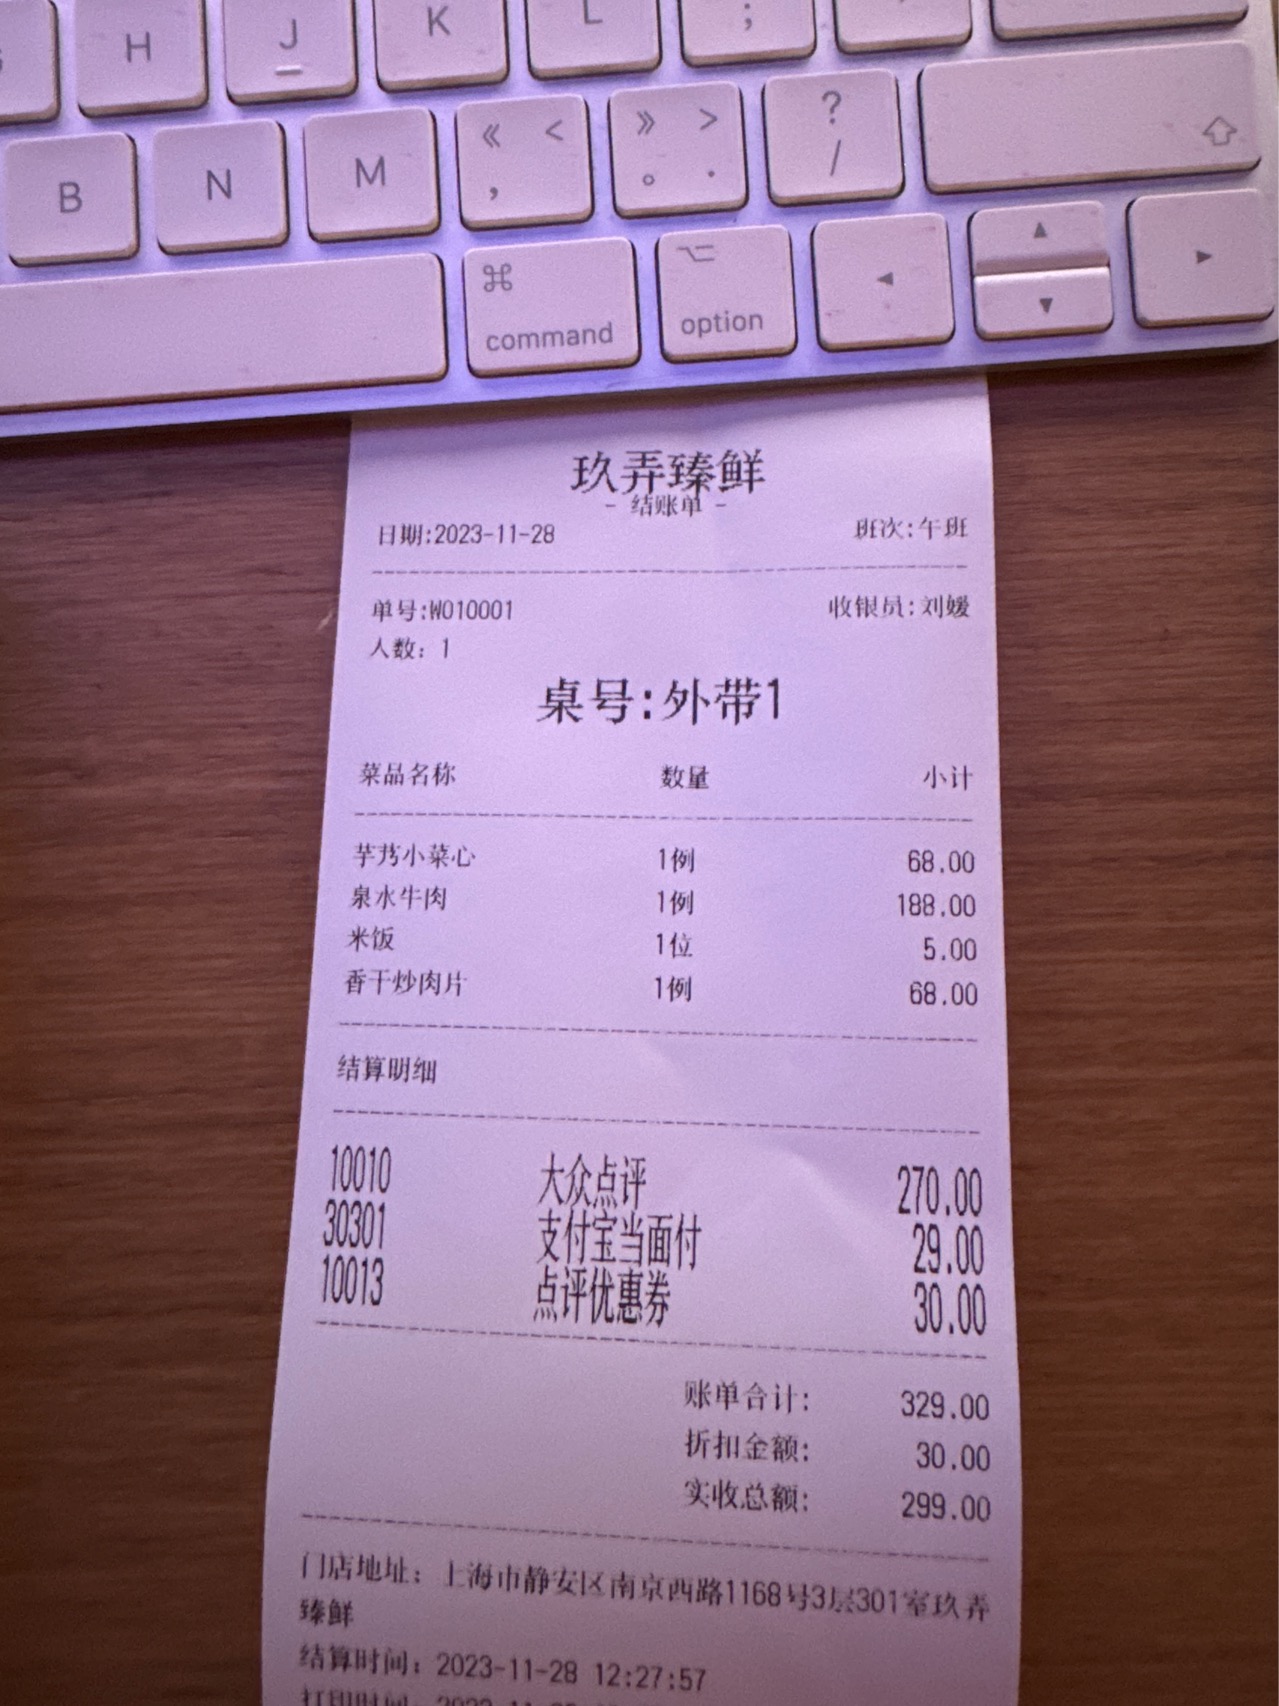 H J K L ;
B N M 《 < , 》 > 。 . ? /
⌘ command ⌥ option ◀ ▲ ▼ ▶
玖弄臻鲜
- 结账单 -
日期:2023-11-28 班次:午班
单号:W010001 收银员:刘媛
人数: 1
桌号:外带1
菜品名称 数量 小计
芋艿小菜心 1例 68.00
泉水牛肉 1例 188.00
米饭 1位 5.00
香干炒肉片 1例 68.00
结算明细
10010 大众点评 270.00
30301 支付宝当面付 29.00
10013 点评优惠券 30.00
账单合计: 329.00
折扣金额: 30.00
实收总额: 299.00
门店地址: 上海市静安区南京西路1168号3层301室玖弄
臻鲜
结算时间: 2023-11-28 12:27:57
打印时间: